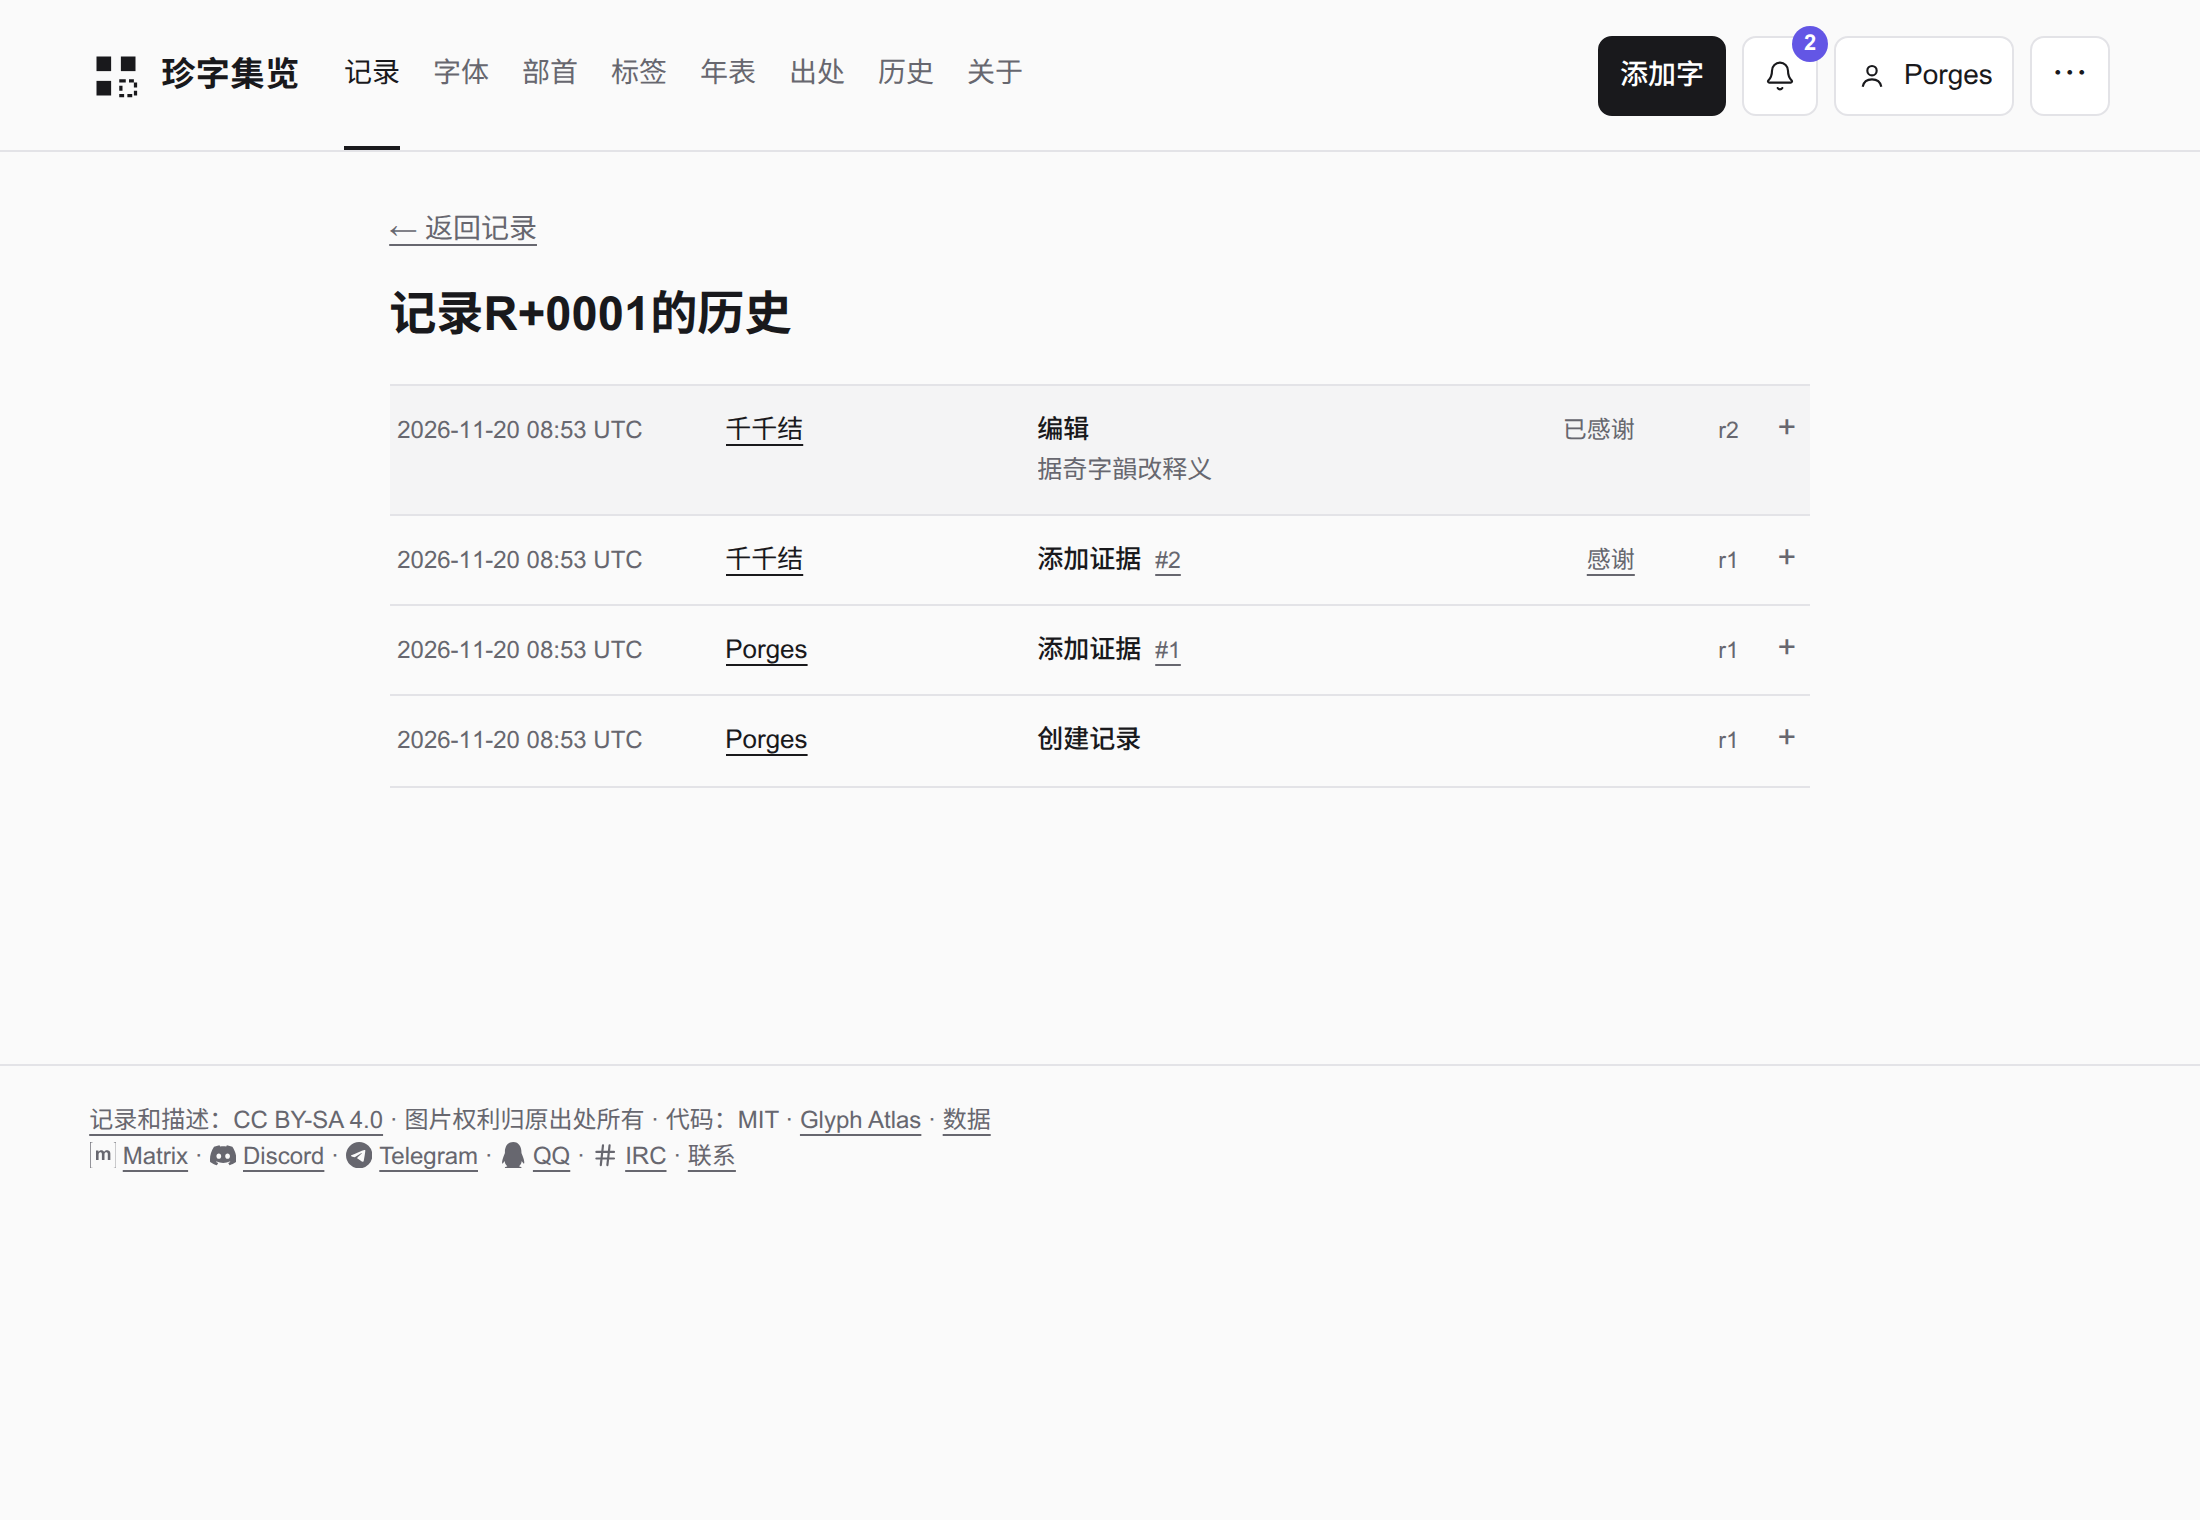 珍字集览 记录 字体 部首 标签 年表 出处 历史 关于 添加字 2 Porges ···
← 返回记录
记录R+0001的历史
2026-11-20 08:53 UTC 千千结 编辑 已感谢 r2 +
据奇字韻改释义
2026-11-20 08:53 UTC 千千结 添加证据 #2 感谢 r1 +
2026-11-20 08:53 UTC Porges 添加证据 #1 r1 +
2026-11-20 08:53 UTC Porges 创建记录 r1 +
记录和描述：CC BY-SA 4.0 · 图片权利归原出处所有 · 代码：MIT · Glyph Atlas · 数据
[m] Matrix · Discord · Telegram · QQ · # IRC · 联系